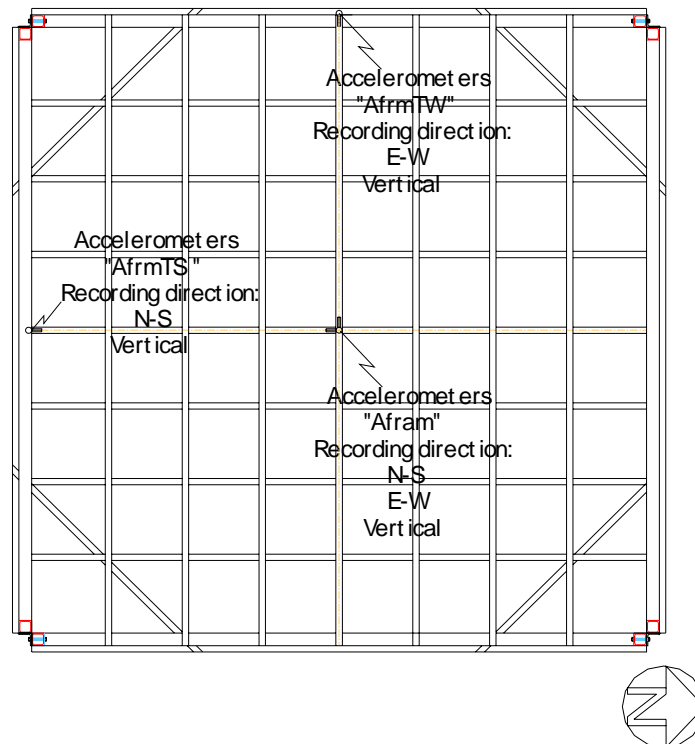 Accelerometers
"AfrmTW"
Recording direction:
E-W
Vertical
Accelerometers
"AfrmTS"
Recording direction:
N-S
Vertical
Accelerometers
"Afram"
Recording direction:
N-S
E-W
Vertical
N